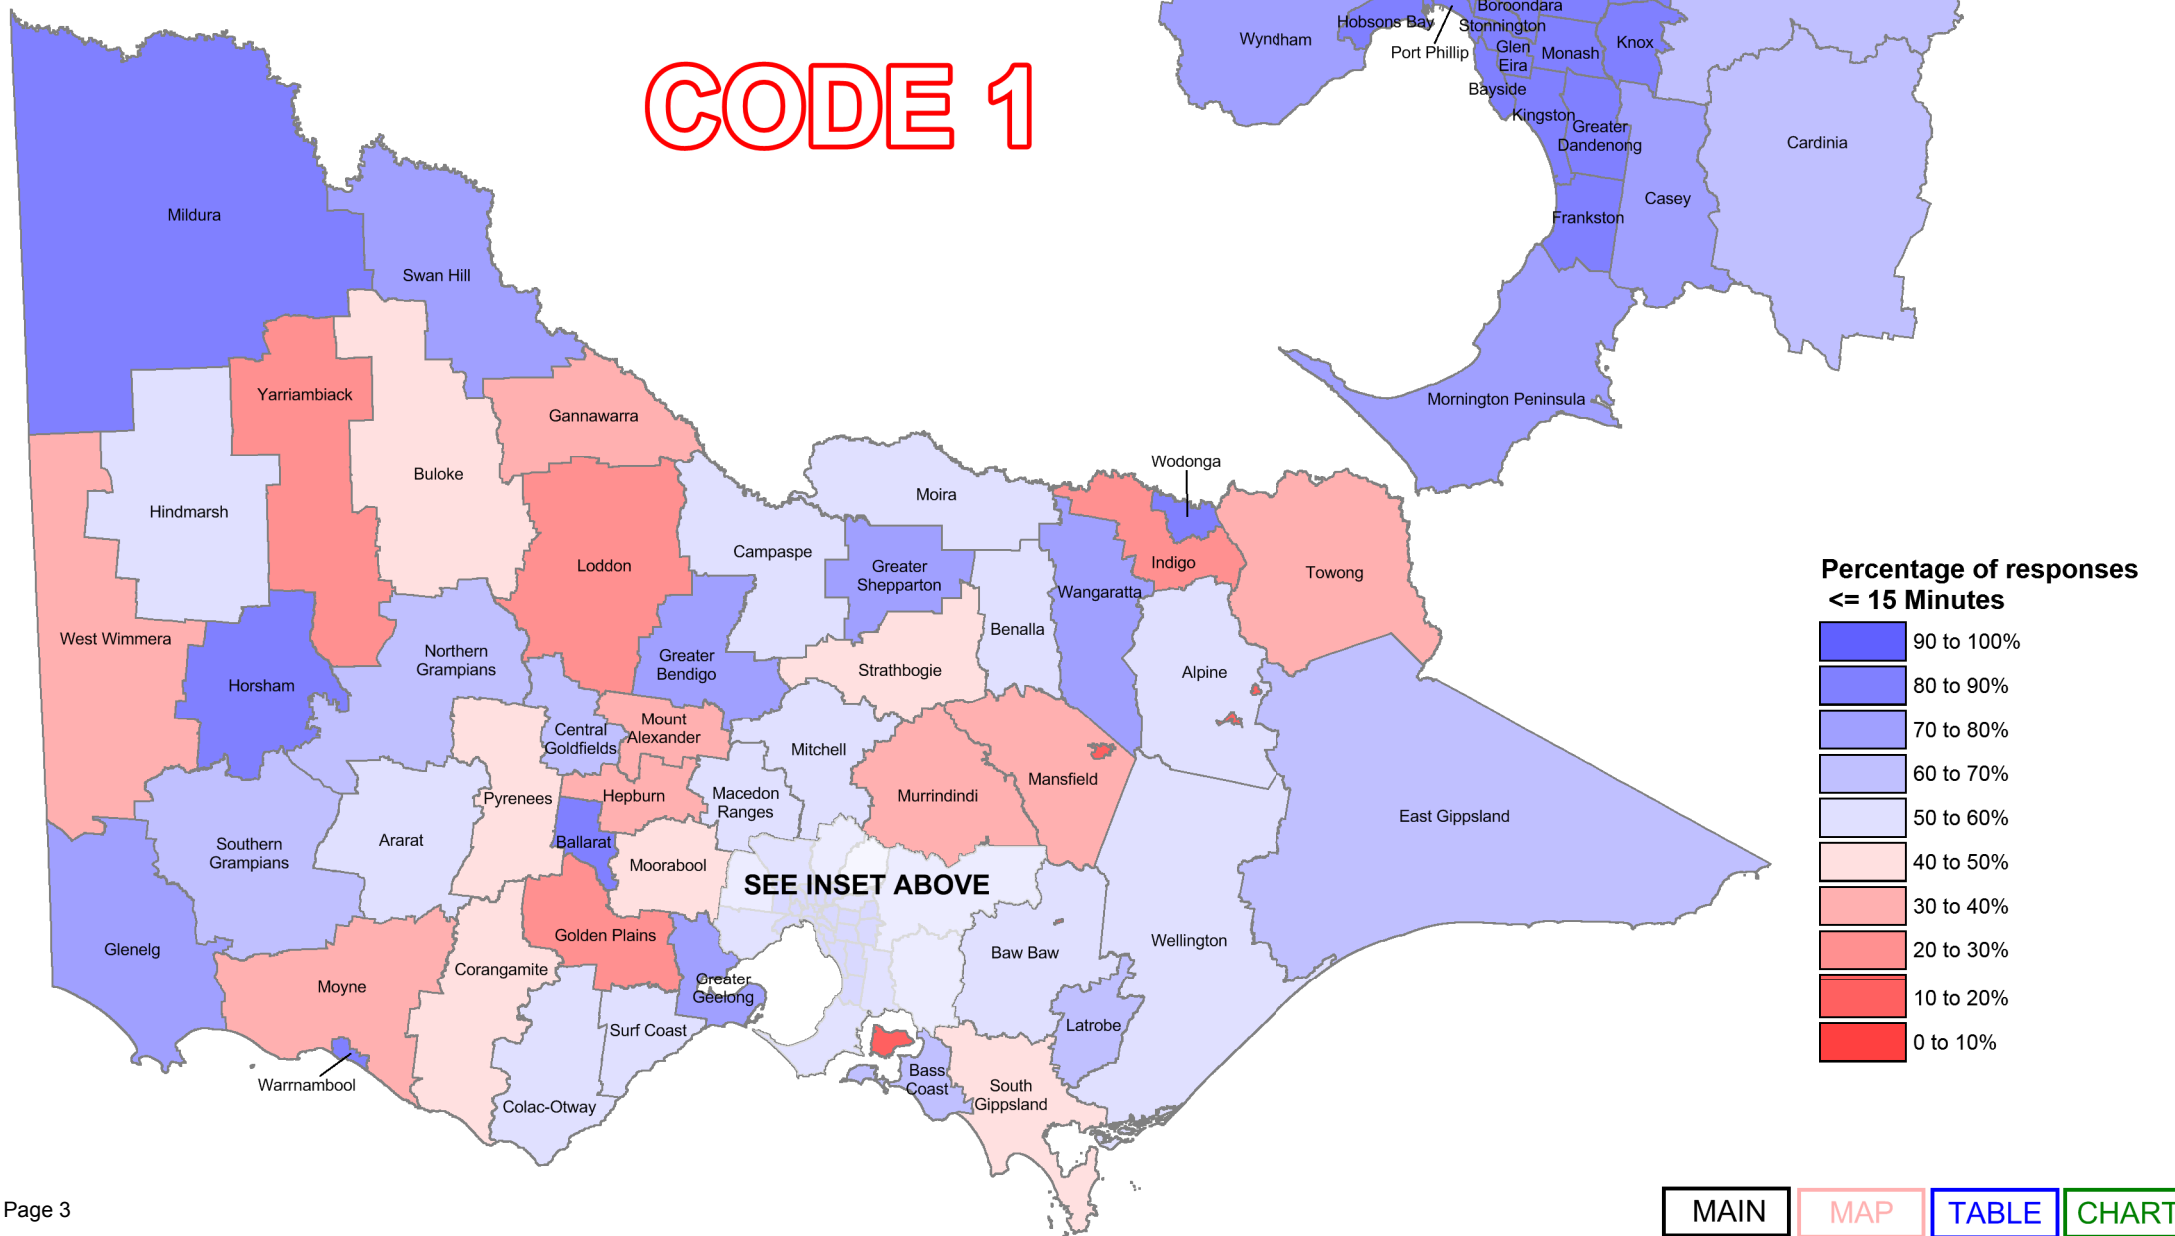 Boroondara
Hobsons Bay
Stonnington
Wyndham
Port Phillip
Glen
Eira
Monash
Knox
Bayside
Kingston
Greater
Dandenong
Cardinia
Casey
Frankston
Mornington Peninsula
CODE 1
Mildura
Swan Hill
Yarriambiack
Gannawarra
Buluke
Hindmarsh
Loddon
Campaspe
Moira
Wodonga
Greater
Shepparton
Wangaratta
Indigo
Towong
West Wimmera
Northern
Grampians
Greater
Bendigo
Strathbogie
Benalla
Alpine
Horsham
Central
Goldfields
Mount
Alexander
Mitchell
Mansfield
Pyrenees
Hepburn
Macedon
Ranges
Murrindindi
East Gippsland
Southern
Grampians
Ararat
Ballarat
Moorabool
SEE INSET ABOVE
Glenelg
Golden Plains
Baw Baw
Wellington
Moyne
Corangamite
Greater
Geelong
Surf Coast
Latrobe
Warrnambool
Colac-Otway
Bass
Coast
South
Gippsland
Percentage of responses
<= 15 Minutes
90 to 100%
80 to 90%
70 to 80%
60 to 70%
50 to 60%
40 to 50%
30 to 40%
20 to 30%
10 to 20%
0 to 10%
Page 3
MAIN
MAP
TABLE
CHART